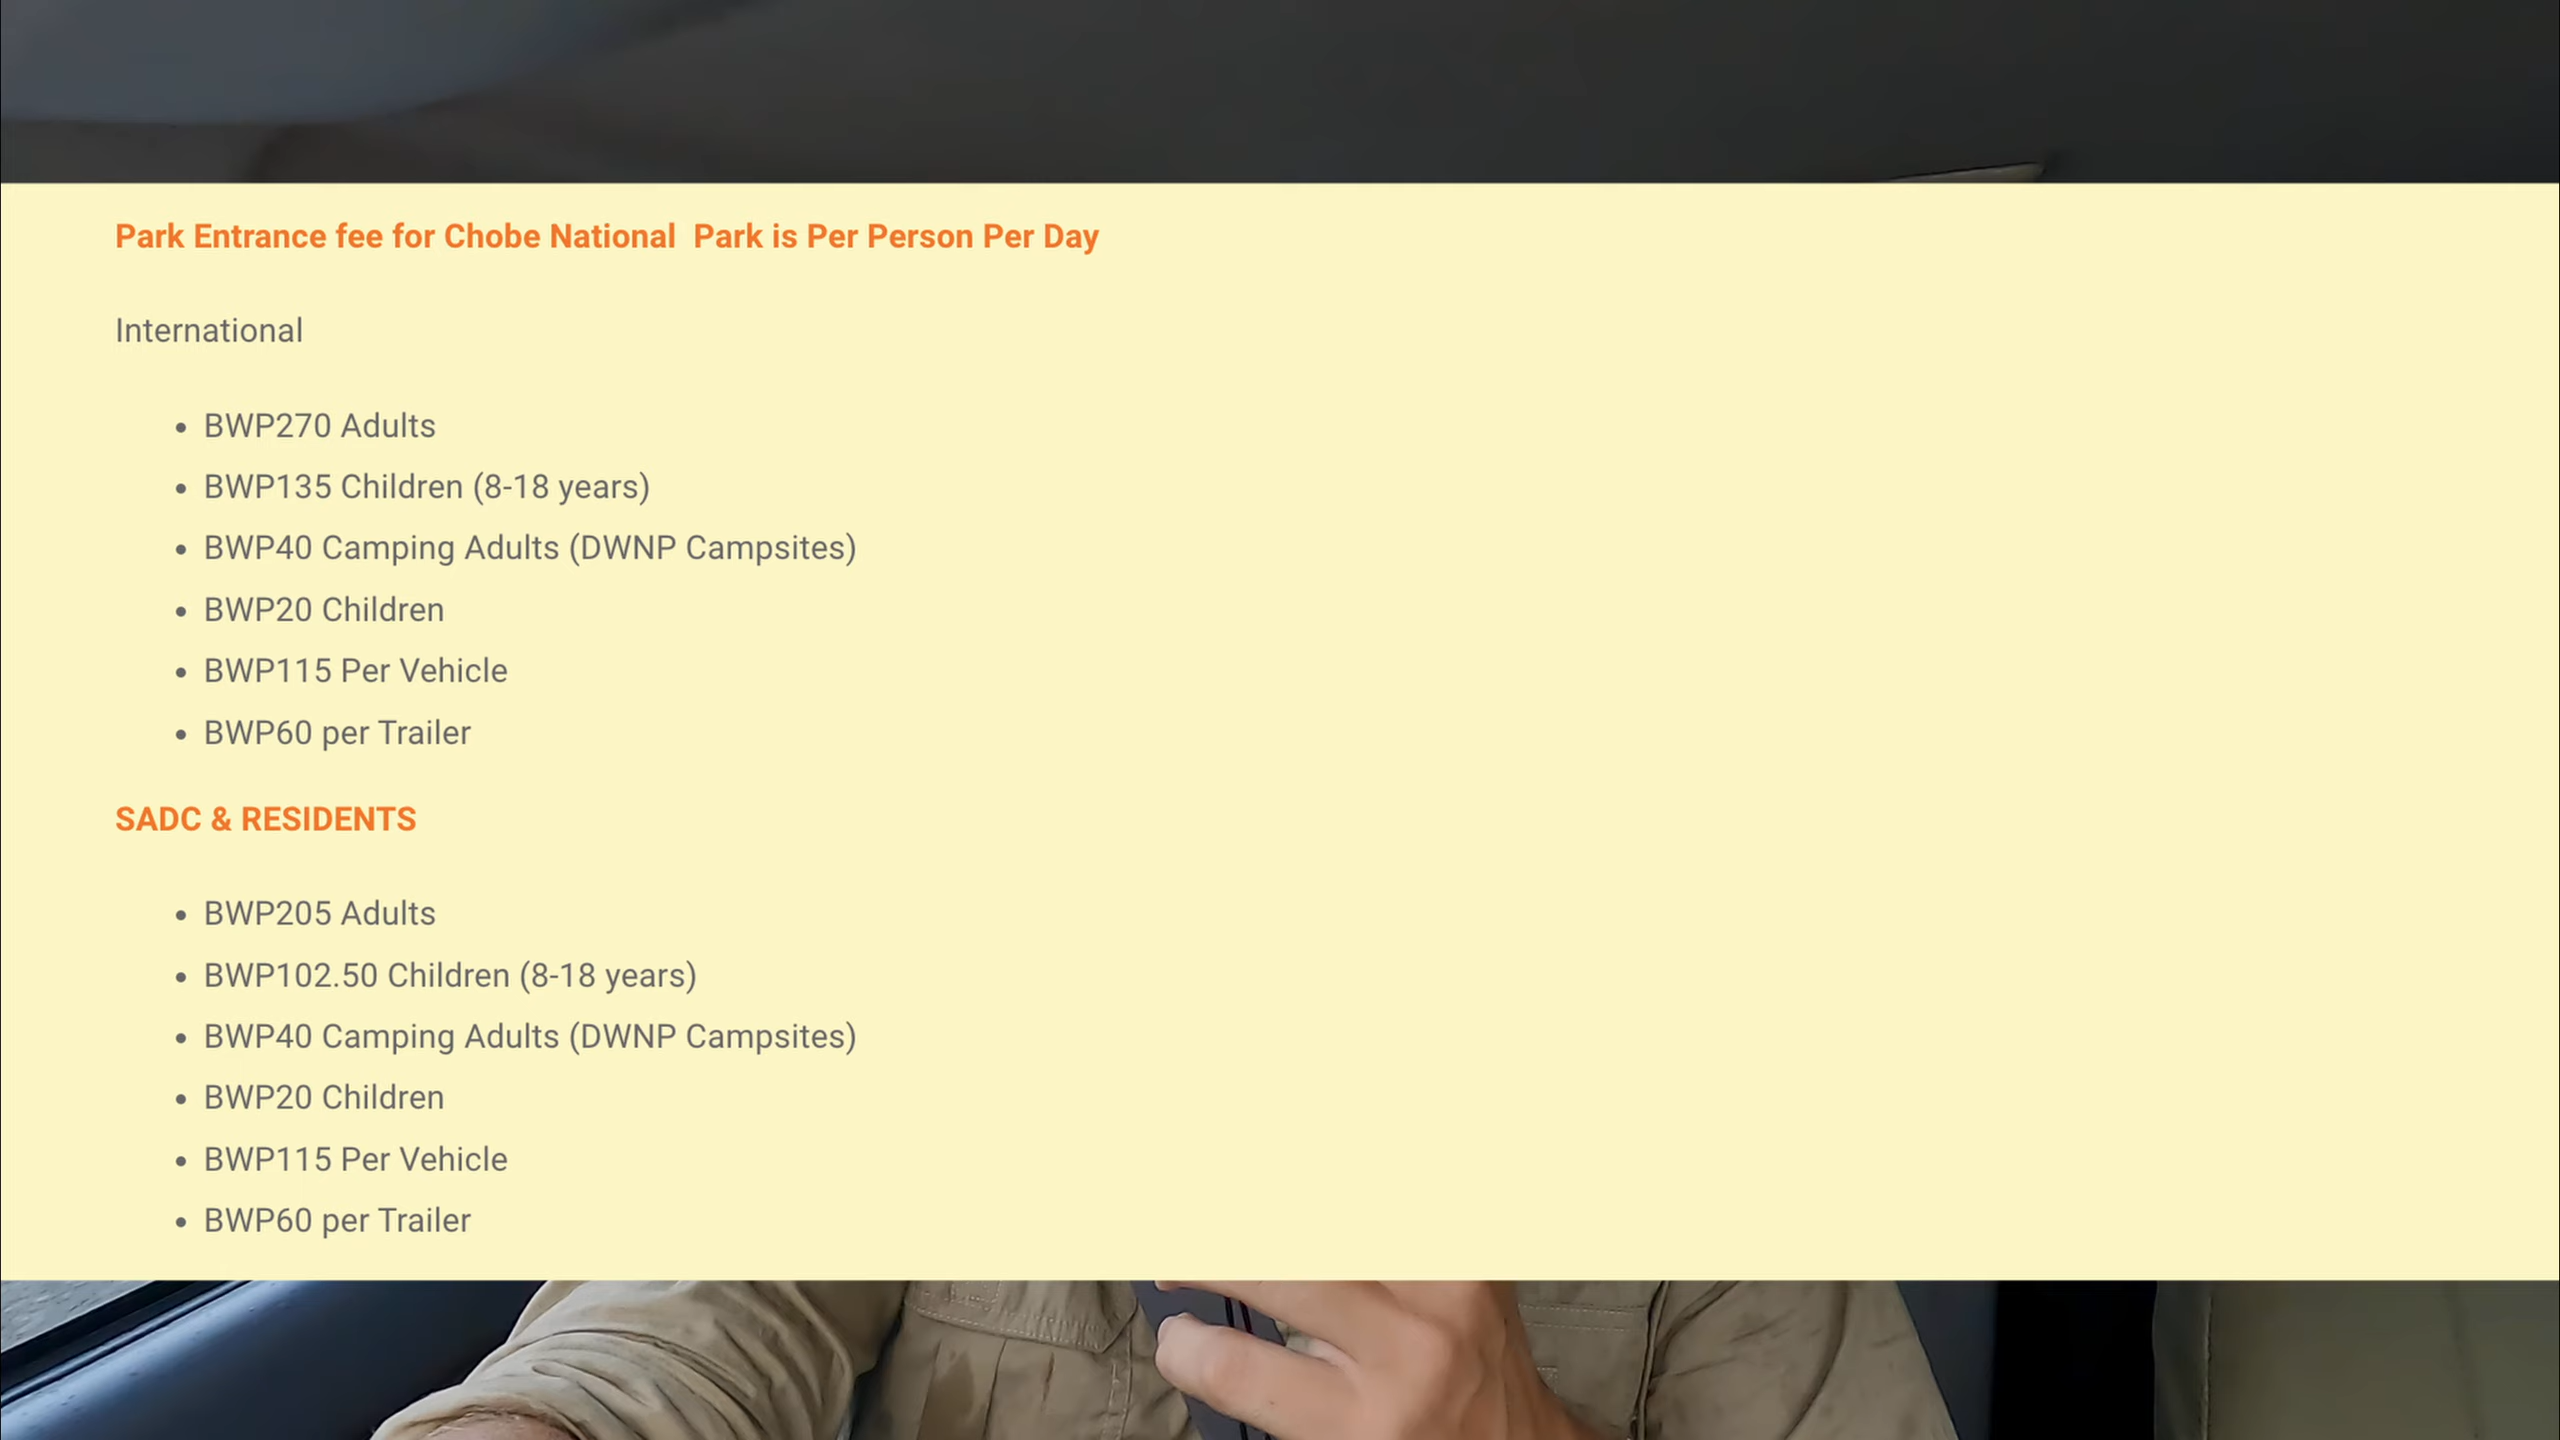 Park Entrance fee for Chobe National  Park is Per Person Per Day
International
• BWP270 Adults
• BWP135 Children (8-18 years)
• BWP40 Camping Adults (DWNP Campsites)
• BWP20 Children
• BWP115 Per Vehicle
• BWP60 per Trailer
SADC & RESIDENTS
• BWP205 Adults
• BWP102.50 Children (8-18 years)
• BWP40 Camping Adults (DWNP Campsites)
• BWP20 Children
• BWP115 Per Vehicle
• BWP60 per Trailer